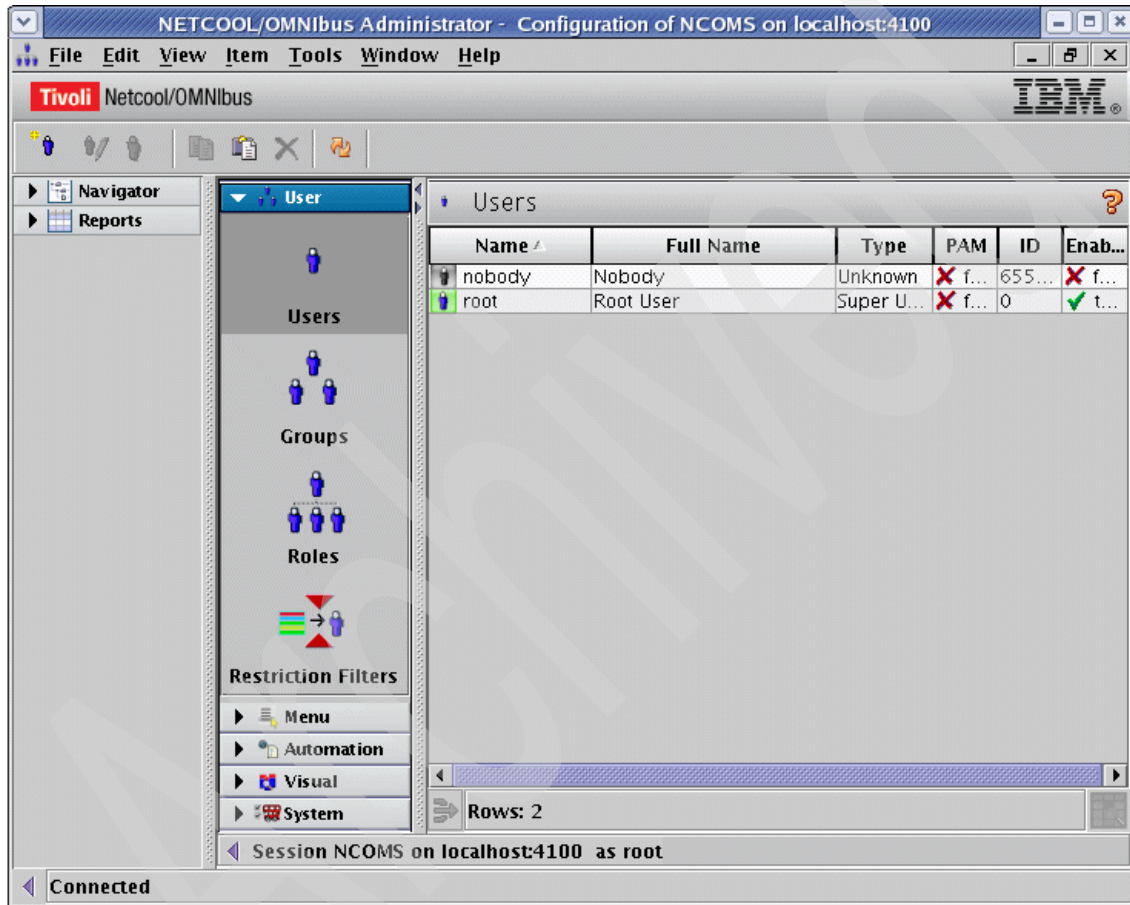 NETCOOL/OMNIbus Administrator - Configuration of NCOMS on localhost:4100
File Edit View Item Tools Window Help
Tivoli Netcool/OMNIbus
IBM®
Navigator
Reports
User
Users
Groups
Roles
Restriction Filters
Menu
Automation
Visual
System
Users
Name Full Name Type PAM ID Enab...
nobody Nobody Unknown f... 655... f...
root Root User Super U... f... 0 t...
Rows: 2
Session NCOMS on localhost:4100 as root
Connected
Archived